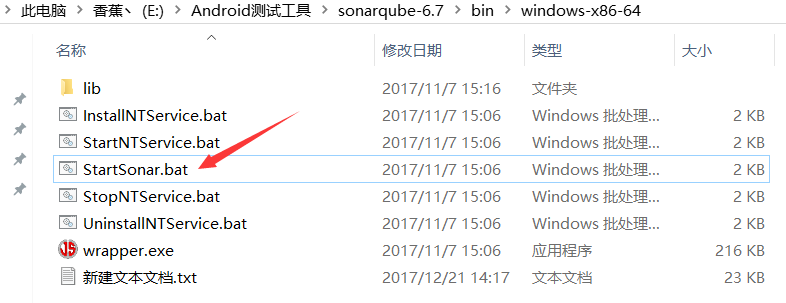 此电脑 > 香蕉丶 (E:) > Android测试工具 > sonarqube-6.7 > bin > windows-x86-64
名称 修改日期 类型 大小
lib 2017/11/7 15:16 文件夹
InstallNTService.bat 2017/11/7 15:06 Windows 批处理... 2 KB
StartNTService.bat 2017/11/7 15:06 Windows 批处理... 2 KB
StartSonar.bat 2017/11/7 15:06 Windows 批处理... 2 KB
StopNTService.bat 2017/11/7 15:06 Windows 批处理... 2 KB
UninstallNTService.bat 2017/11/7 15:06 Windows 批处理... 2 KB
wrapper.exe 2017/11/7 15:06 应用程序 216 KB
新建文本文档.txt 2017/12/21 14:17 文本文档 23 KB